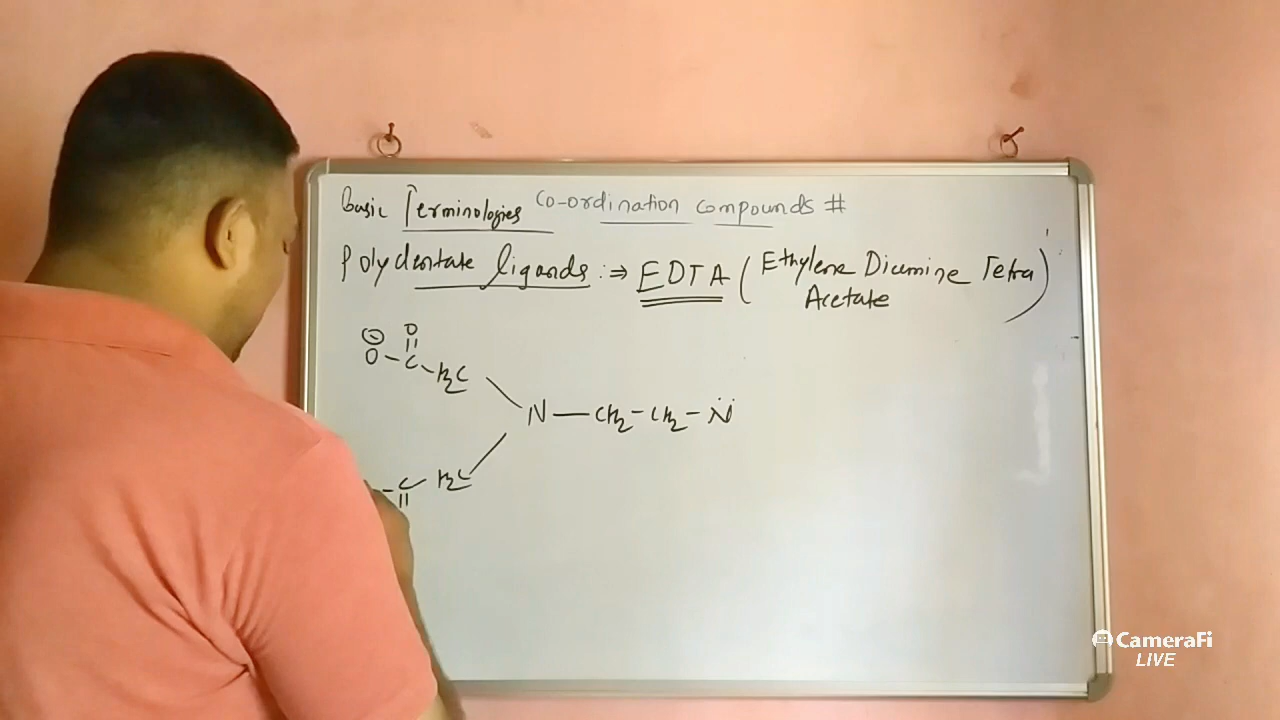 Basic Terminologies Co-ordination Compounds #
Polydentate ligands :⇒ EDTA (Ethylene Diamine Tetra
Acetate)
⊖ O
O-C-H2C
N-CH2-CH2-N
C H2C
CameraFi
LIVE